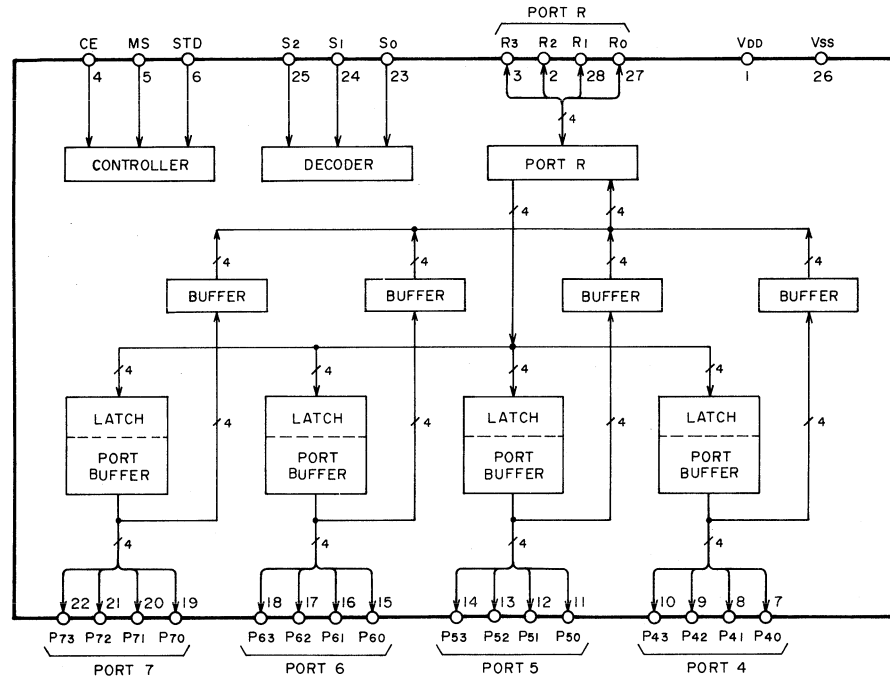 PORT R
CE MS STD S2 S1 S0 R3 R2 R1 R0 VDD VSS
4 5 6 25 24 23 3 2 28 27 1 26
4
CONTROLLER DECODER PORT R
4 4
4 4 4 4
BUFFER BUFFER BUFFER BUFFER
4 4 4 4
4 4 4 4
LATCH LATCH LATCH LATCH
PORT BUFFER PORT BUFFER PORT BUFFER PORT BUFFER
4 4 4 4
22 21 20 19 18 17 16 15 14 13 12 11 10 9 8 7
P73 P72 P71 P70 P63 P62 P61 P60 P53 P52 P51 P50 P43 P42 P41 P40
PORT 7 PORT 6 PORT 5 PORT 4